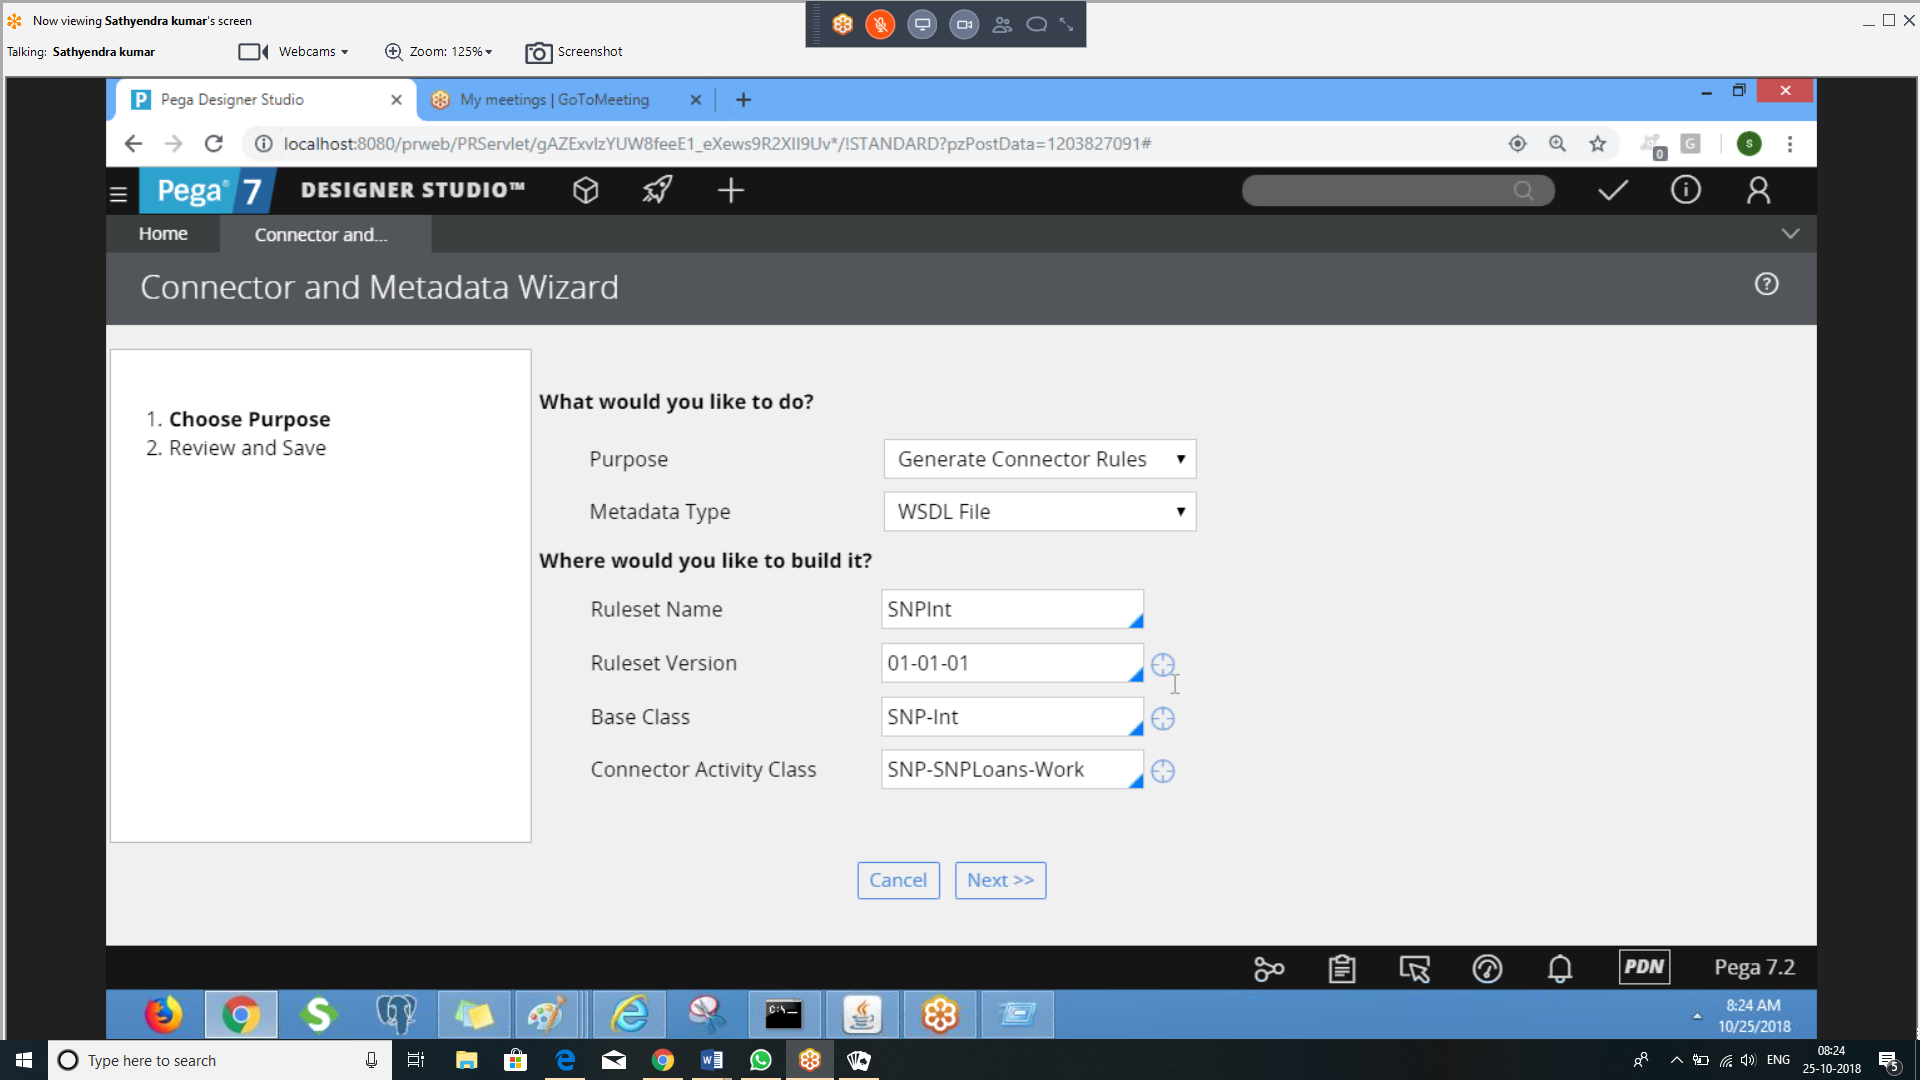 Now viewing Sathyendra kumar's screen
Talking: Sathyendra kumar
Webcams
Zoom: 125%
Screenshot
Pega Designer Studio
My meetings | GoToMeeting
localhost:8080/prweb/PRServlet/gAZExvIzYUW8feeE1_eXews9R2XII9Uv*/!STANDARD?pzPostData=1203827091#
0
G
S
Pega® 7
DESIGNER STUDIO™
Home
Connector and...
Connector and Metadata Wizard
1. Choose Purpose
2. Review and Save
What would you like to do?
Purpose
Generate Connector Rules
Metadata Type
WSDL File
Where would you like to build it?
Ruleset Name
SNPInt
Ruleset Version
01-01-01
Base Class
SNP-Int
Connector Activity Class
SNP-SNPLoans-Work
Cancel
Next >>
PDN
Pega 7.2
8:24 AM
10/25/2018
Type here to search
ENG
08:24
25-10-2018
5